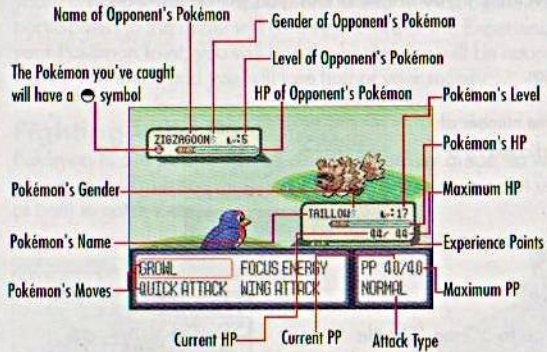 Name of Opponent's Pokémon
Gender of Opponent's Pokémon
Level of Opponent's Pokémon
The Pokémon you've caught
will have a symbol
HP of Opponent's Pokémon
Pokémon's Level
ZIGZAGOON Lv:5
Pokémon's HP
Pokémon's Gender
Maximum HP
TAILLOW Lv:17
44/ 44
Pokémon's Name
Experience Points
GROWL FOCUS ENERGY PP 40/40
Pokémon's Moves
QUICK ATTACK WING ATTACK NORMAL
Maximum PP
Current HP
Current PP
Attack Type